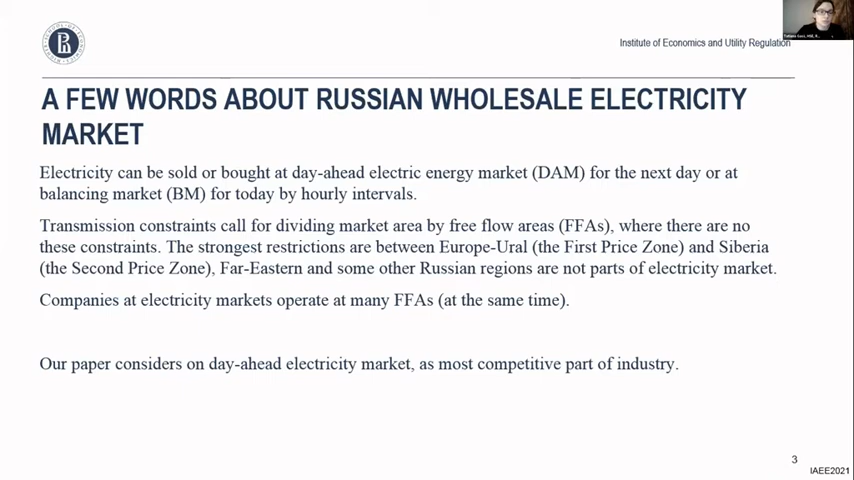 Institute of Economics and Utility Regulation
A FEW WORDS ABOUT RUSSIAN WHOLESALE ELECTRICITY
MARKET
Electricity can be sold or bought at day-ahead electric energy market (DAM) for the next day or at
balancing market (BM) for today by hourly intervals.
Transmission constraints call for dividing market area by free flow areas (FFAs), where there are no
these constraints. The strongest restrictions are between Europe-Ural (the First Price Zone) and Siberia
(the Second Price Zone), Far-Eastern and some other Russian regions are not parts of electricity market.
Companies at electricity markets operate at many FFAs (at the same time).
Our paper considers on day-ahead electricity market, as most competitive part of industry.
3
IAEE2021